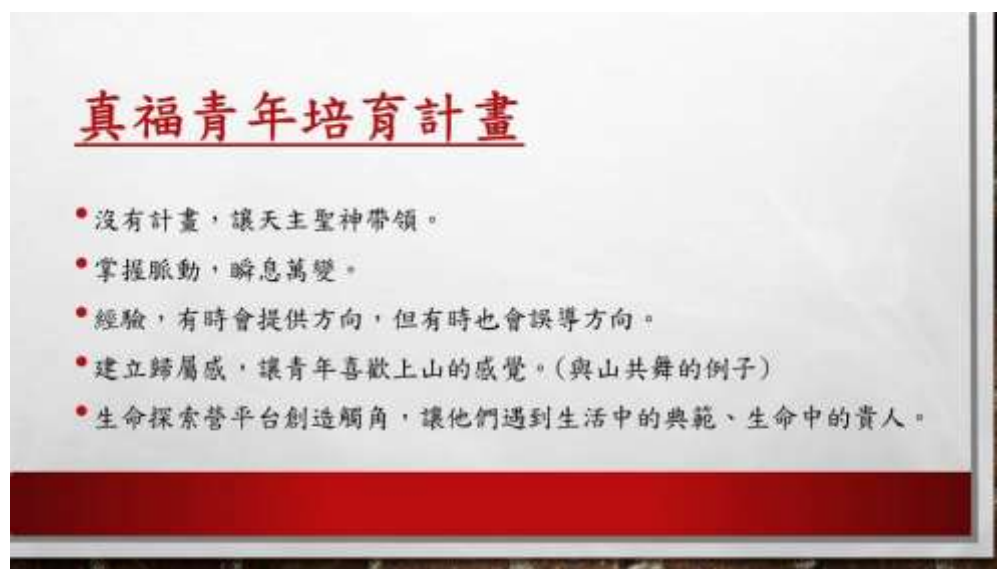 真福青年培育計畫
•沒有計畫，讓天主聖神帶領。
•掌握脈動，瞬息萬變。
•經驗，有時會提供方向，但有時也會誤導方向。
•建立歸屬感，讓青年喜歡上山的感覺。(與山共舞的例子)
•生命探索營平台創造觸角，讓他們遇到生活中的典範、生命中的貴人。